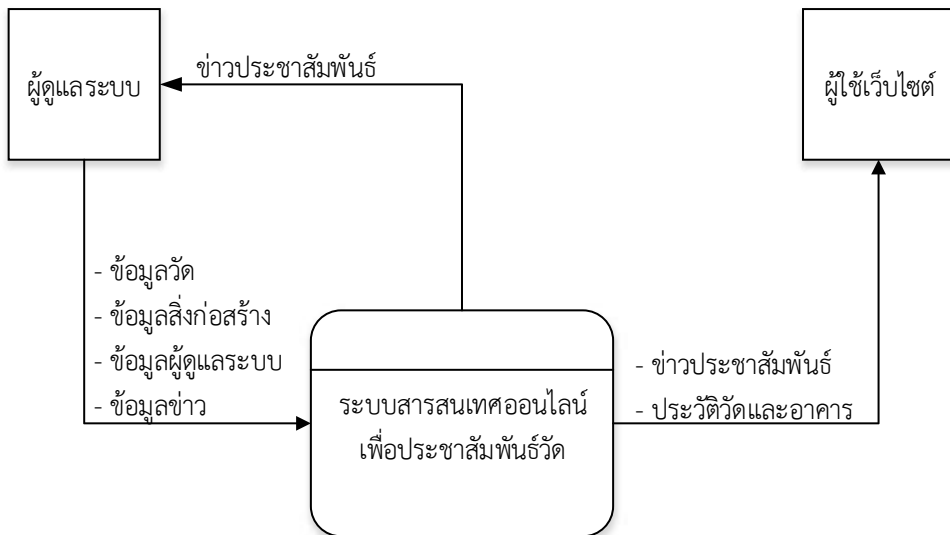 ข่าวประชาสัมพันธ์
ผู้ดูแลระบบ
ผู้ใช้เว็บไซต์
- ข้อมูลวัด
- ข้อมูลสิ่งก่อสร้าง
- ข้อมูลผู้ดูแลระบบ
- ข้อมูลข่าว
ระบบสารสนเทศออนไลน์
เพื่อประชาสัมพันธ์วัด
- ข่าวประชาสัมพันธ์
- ประวัติวัดและอาคาร